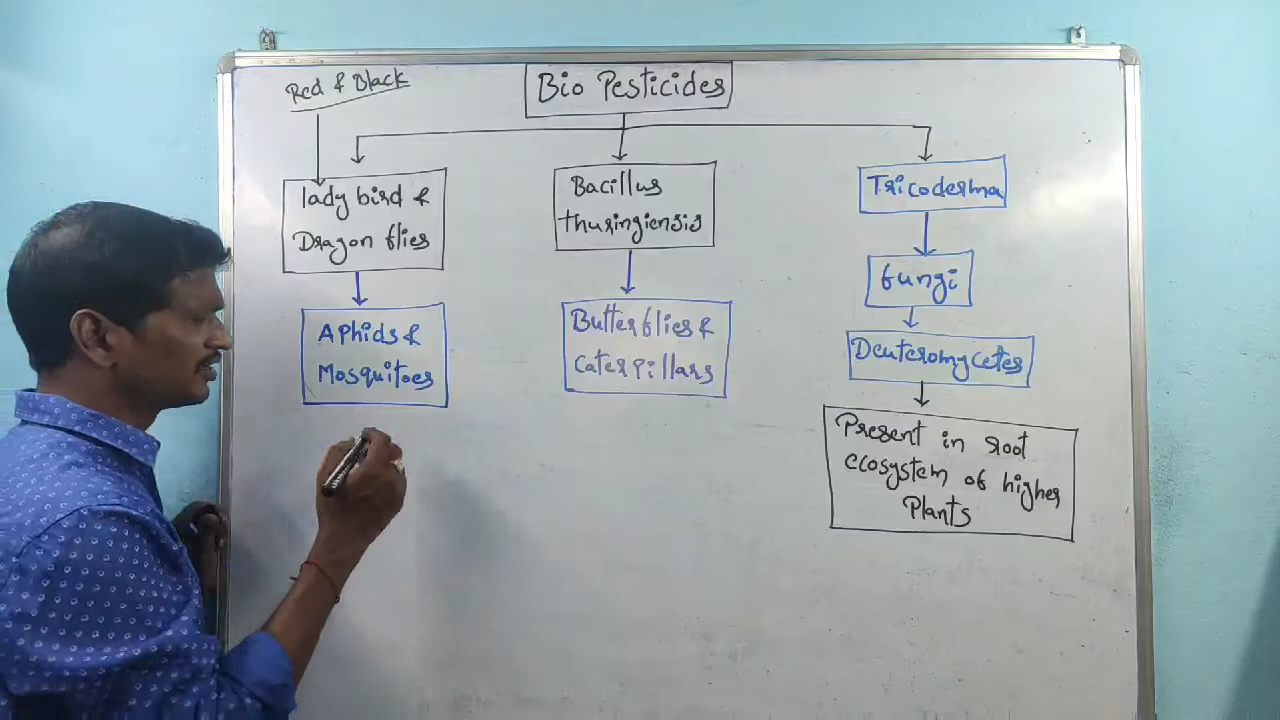 Red & Black
Bio Pesticides
lady bird &
Dragon flies
Aphids &
Mosquitoes
Bacillus
thuringiensis
Butterflies &
caterpillars
Tricoderma
fungi
Deuteromycetes
Present in root
ecosystem of higher
Plants